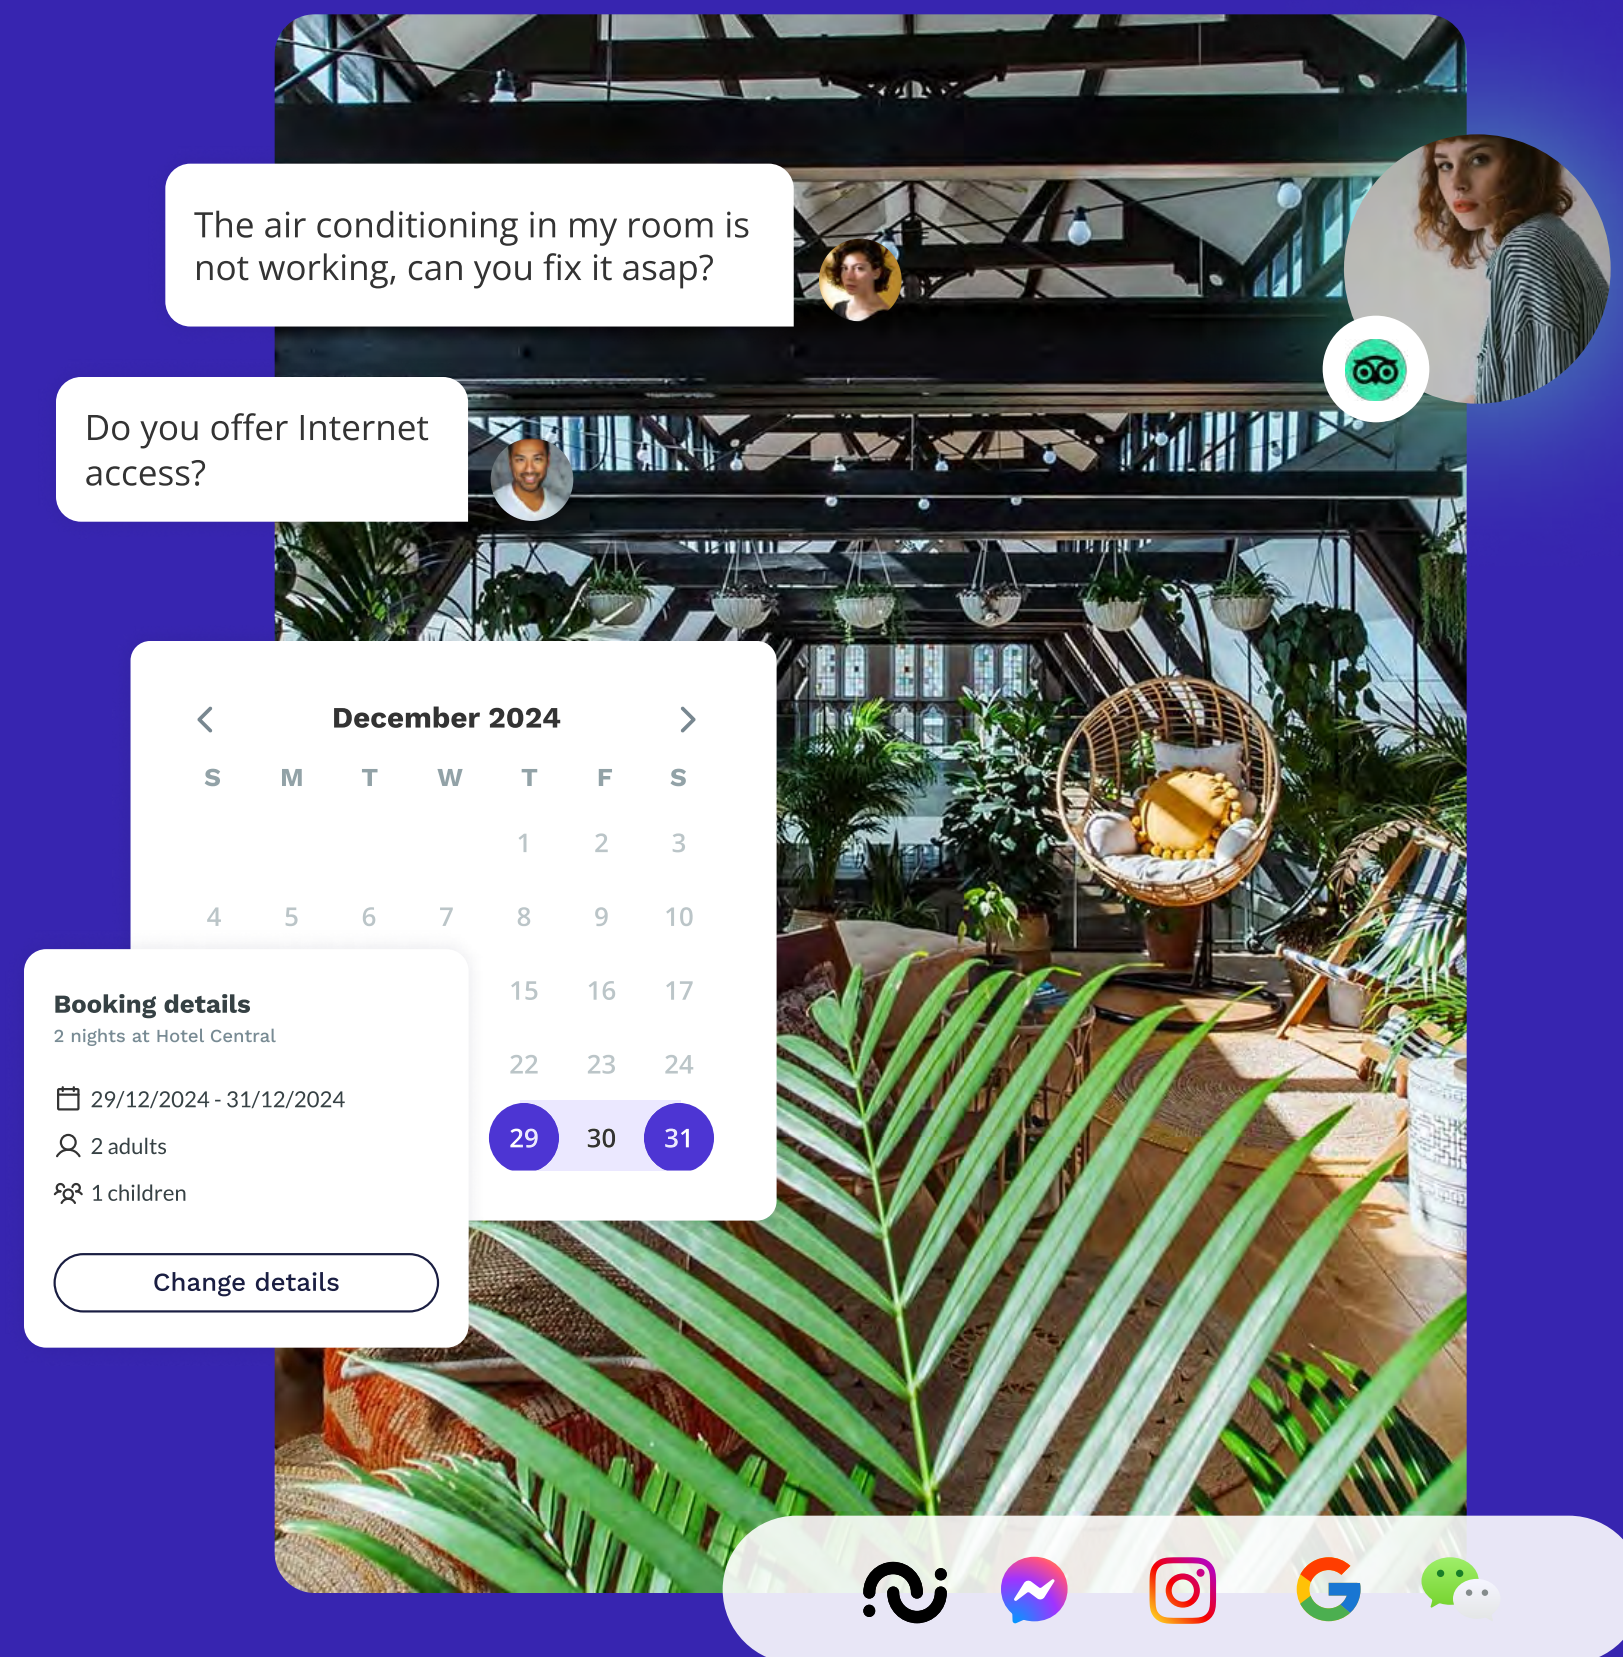 The air conditioning in my room is
not working, can you fix it asap?
Do you offer Internet
access?
December 2024
S M T W T F S
1 2 3
4 5 6 7 8 9 10
15 16 17
22 23 24
29 30 31
Booking details
2 nights at Hotel Central
29/12/2024 - 31/12/2024
2 adults
1 children
Change details